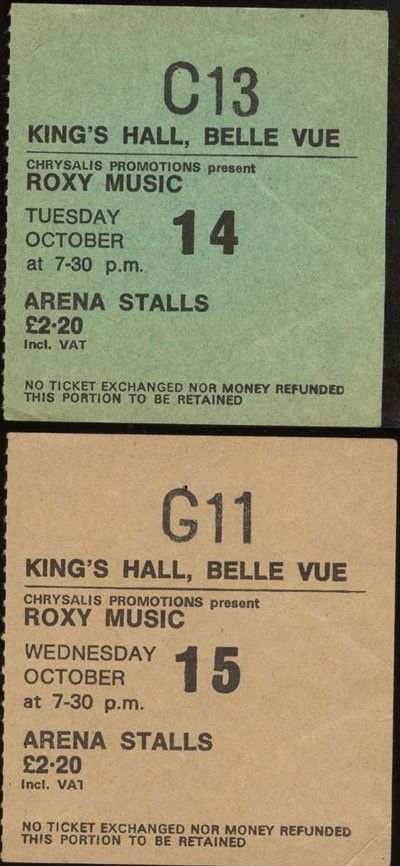 C13
KING'S HALL, BELLE VUE
CHRYSALIS PROMOTIONS present
ROXY MUSIC
TUESDAY
OCTOBER 14
at 7-30 p.m.
ARENA STALLS
£2·20
Incl. VAT
NO TICKET EXCHANGED NOR MONEY REFUNDED
THIS PORTION TO BE RETAINED
G11
KING'S HALL, BELLE VUE
CHRYSALIS PROMOTIONS present
ROXY MUSIC
WEDNESDAY
OCTOBER 15
at 7-30 p.m.
ARENA STALLS
£2·20
Incl. VAT
NO TICKET EXCHANGED NOR MONEY REFUNDED
THIS PORTION TO BE RETAINED